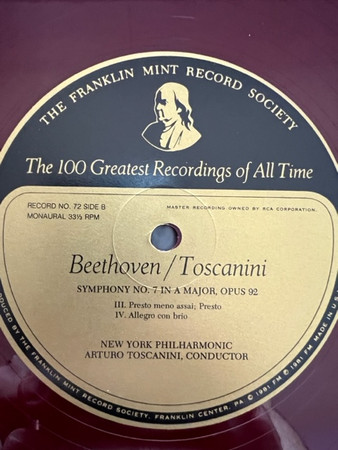 THE FRANKLIN MINT RECORD SOCIETY
The 100 Greatest Recordings of All Time
RECORD NO. 72 SIDE B
MONAURAL 33⅓ RPM
MASTER RECORDING OWNED BY RCA CORPORATION.
Beethoven/Toscanini
SYMPHONY NO. 7 IN A MAJOR, OPUS 92
III. Presto meno assai; Presto
IV. Allegro con brio
NEW YORK PHILHARMONIC
ARTURO TOSCANINI, CONDUCTOR
BY THE FRANKLIN MINT RECORD SOCIETY, FRANKLIN CENTER, PA © 1981 FM ℗ 1981 FM MADE IN U.S.